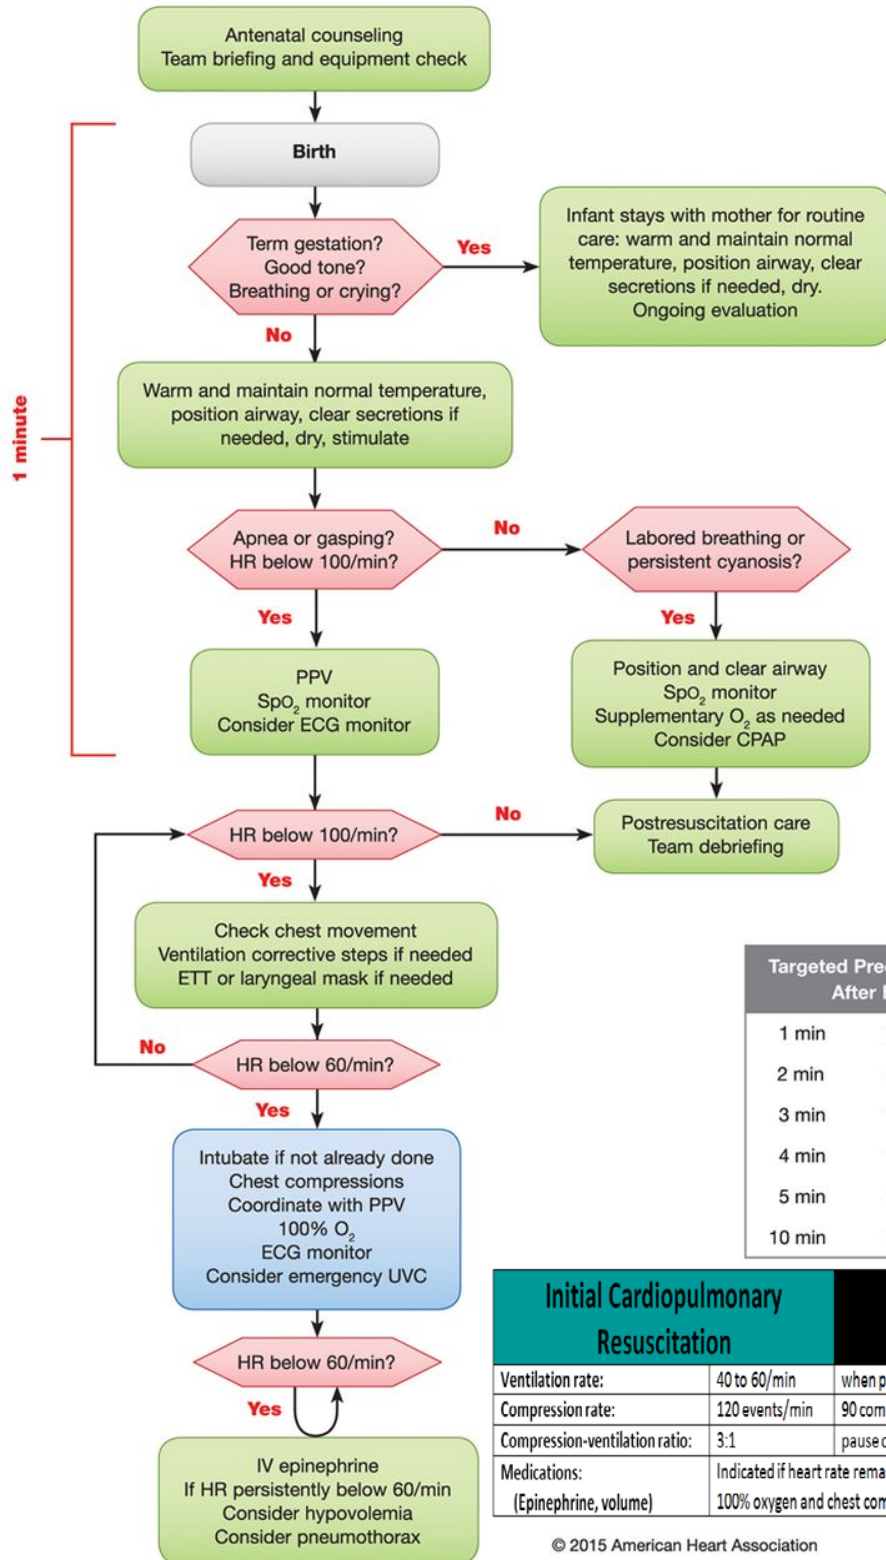 Antenatal counseling
Team briefing and equipment check
1 minute
Birth
Term gestation?
Good tone?
Breathing or crying?
Yes
Infant stays with mother for routine
care: warm and maintain normal
temperature, position airway, clear
secretions if needed, dry.
Ongoing evaluation
No
Warm and maintain normal temperature,
position airway, clear secretions if
needed, dry, stimulate
Apnea or gasping?
HR below 100/min?
No
Labored breathing or
persistent cyanosis?
Yes
Yes
PPV
SpO₂ monitor
Consider ECG monitor
Position and clear airway
SpO₂ monitor
Supplementary O₂ as needed
Consider CPAP
HR below 100/min?
No
Postresuscitation care
Team debriefing
Yes
Check chest movement
Ventilation corrective steps if needed
ETT or laryngeal mask if needed
No
HR below 60/min?
Yes
Intubate if not already done
Chest compressions
Coordinate with PPV
100% O₂
ECG monitor
Consider emergency UVC
HR below 60/min?
Yes
IV epinephrine
If HR persistently below 60/min
Consider hypovolemia
Consider pneumothorax
Targeted
After
1 min
2 min
3 min
4 min
5 min
10 min
Initial Cardiopulmonary
Resuscitation
Ventilation rate: 40 to 60/min when
Compression rate: 120 events/min 90
Compression-ventilation ratio: 3:1 pause
Medications: Indicated if heart rate
(Epinephrine, volume) 100% oxygen and chest
© 2015 American Heart Association